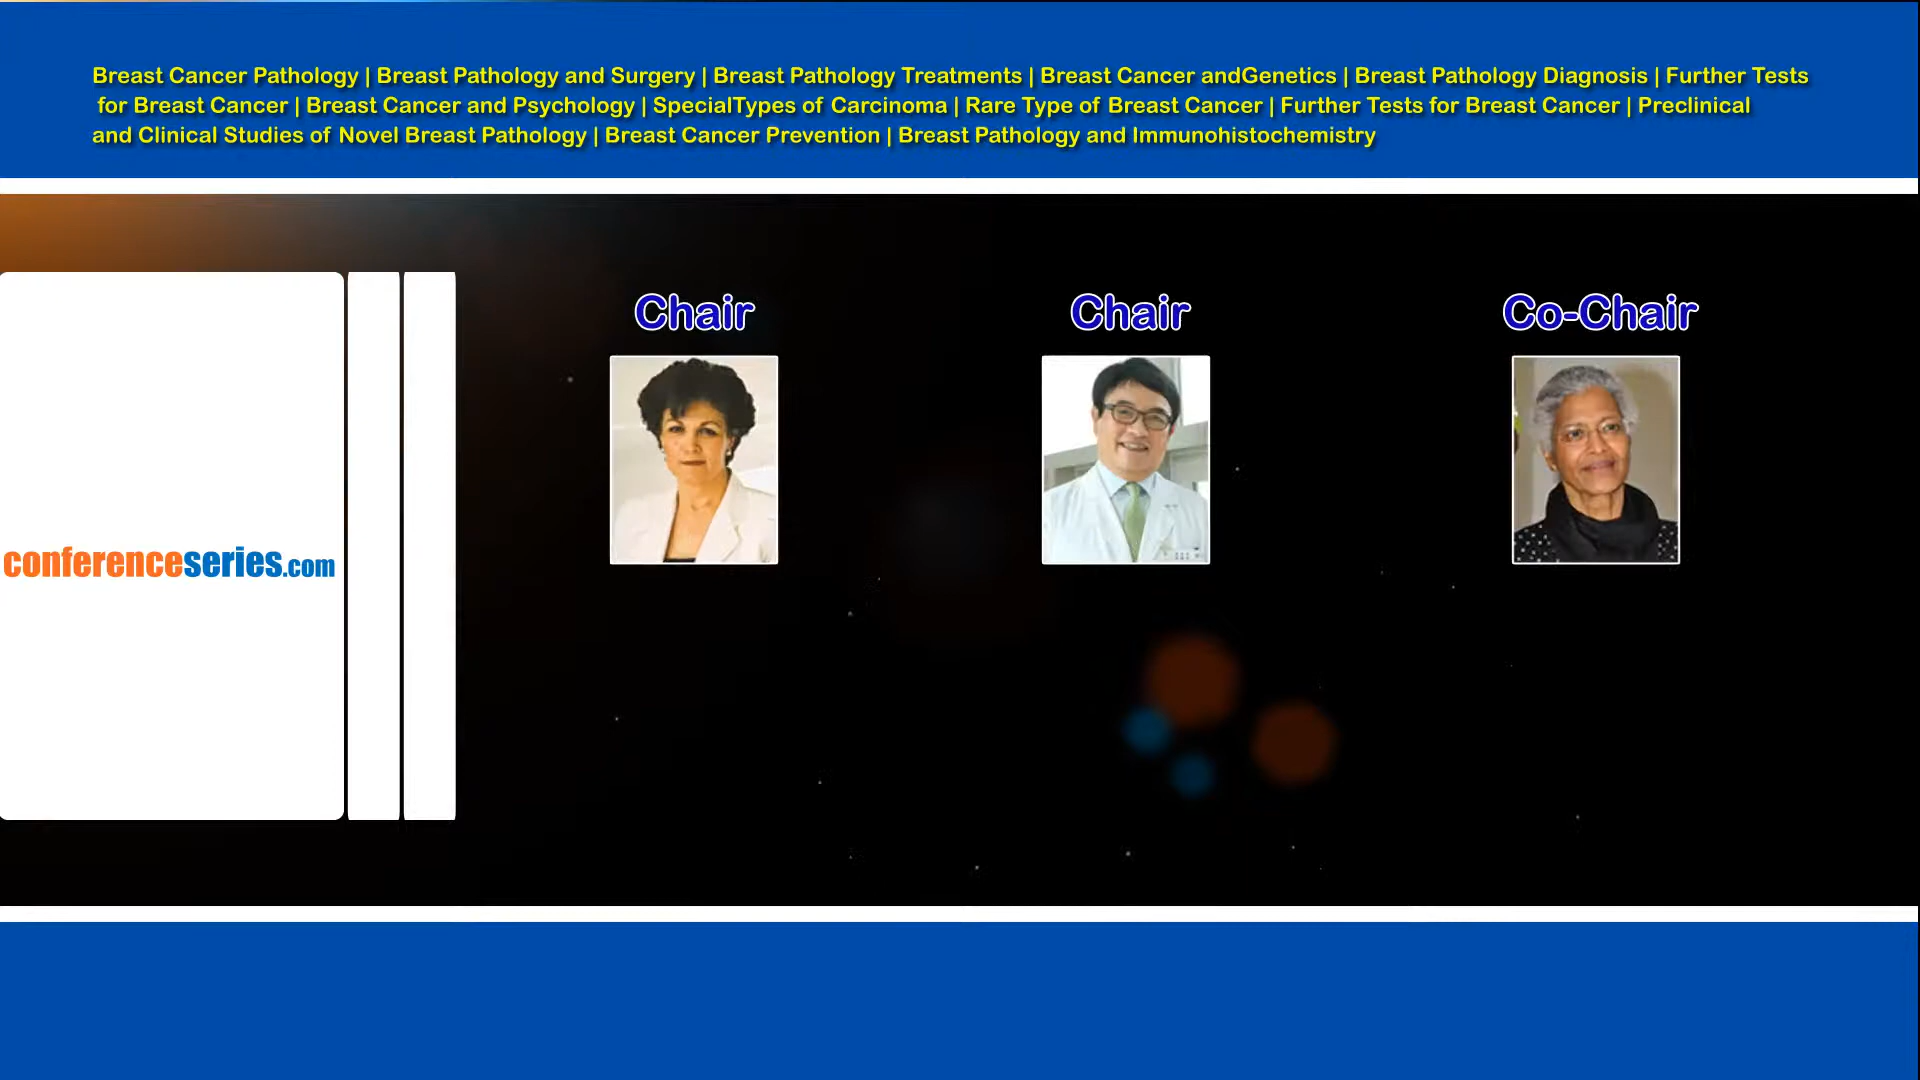 Breast Cancer Pathology | Breast Pathology and Surgery | Breast Pathology Treatments | Breast Cancer andGenetics | Breast Pathology Diagnosis | Further Tests
for Breast Cancer | Breast Cancer and Psychology | SpecialTypes of Carcinoma | Rare Type of Breast Cancer | Further Tests for Breast Cancer | Preclinical
and Clinical Studies of Novel Breast Pathology | Breast Cancer Prevention | Breast Pathology and Immunohistochemistry
Chair
Chair
Co-Chair
conferenceseries.com